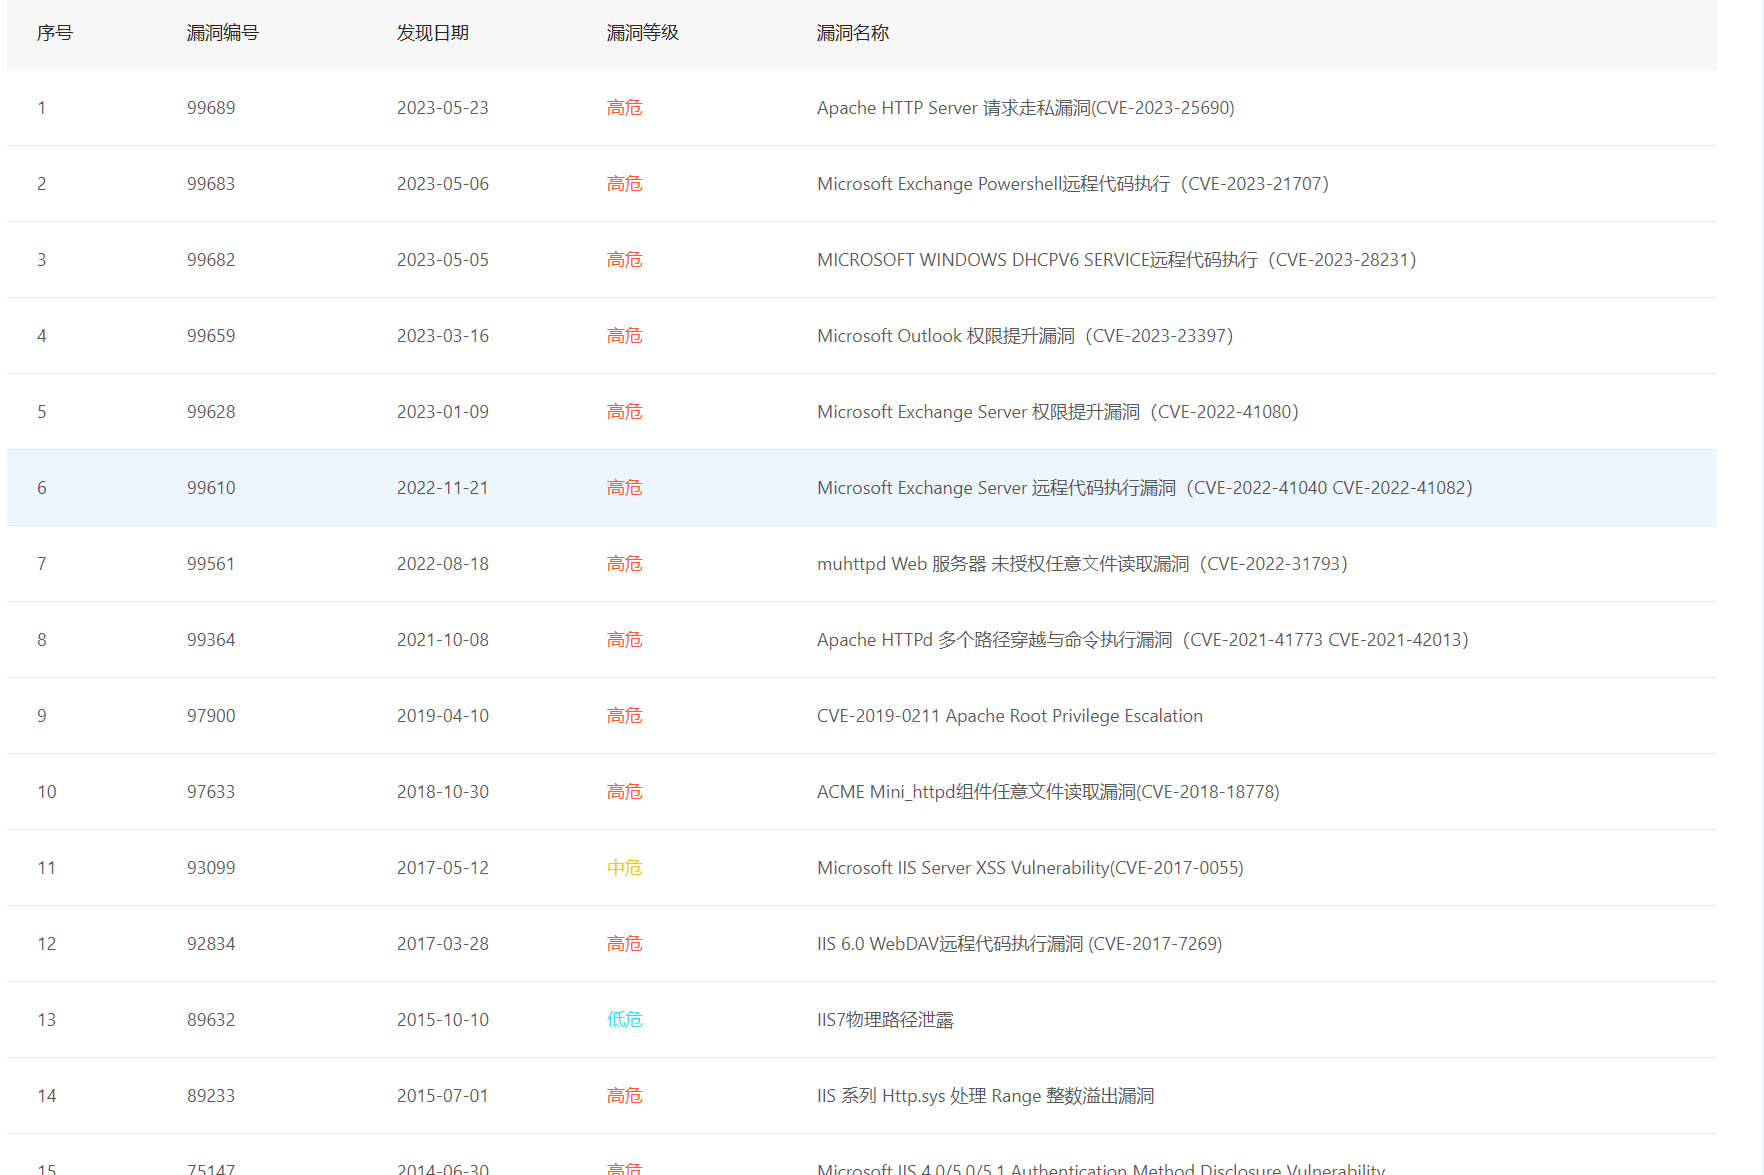 序号 漏洞编号 发现日期 漏洞等级 漏洞名称
1 99689 2023-05-23 高危 Apache HTTP Server 请求走私漏洞(CVE-2023-25690)
2 99683 2023-05-06 高危 Microsoft Exchange Powershell远程代码执行（CVE-2023-21707）
3 99682 2023-05-05 高危 MICROSOFT WINDOWS DHCPV6 SERVICE远程代码执行（CVE-2023-28231）
4 99659 2023-03-16 高危 Microsoft Outlook 权限提升漏洞（CVE-2023-23397）
5 99628 2023-01-09 高危 Microsoft Exchange Server 权限提升漏洞（CVE-2022-41080）
6 99610 2022-11-21 高危 Microsoft Exchange Server 远程代码执行漏洞（CVE-2022-41040 CVE-2022-41082）
7 99561 2022-08-18 高危 muhttpd Web 服务器 未授权任意文件读取漏洞（CVE-2022-31793）
8 99364 2021-10-08 高危 Apache HTTPd 多个路径穿越与命令执行漏洞（CVE-2021-41773 CVE-2021-42013）
9 97900 2019-04-10 高危 CVE-2019-0211 Apache Root Privilege Escalation
10 97633 2018-10-30 高危 ACME Mini_httpd组件任意文件读取漏洞(CVE-2018-18778)
11 93099 2017-05-12 中危 Microsoft IIS Server XSS Vulnerability(CVE-2017-0055)
12 92834 2017-03-28 高危 IIS 6.0 WebDAV远程代码执行漏洞 (CVE-2017-7269)
13 89632 2015-10-10 低危 IIS7物理路径泄露
14 89233 2015-07-01 高危 IIS 系列 Http.sys 处理 Range 整数溢出漏洞
15 75147 2014-06-30 高危 Microsoft IIS 4.0/5.0/5.1 Authentication Method Disclosure Vulnerability